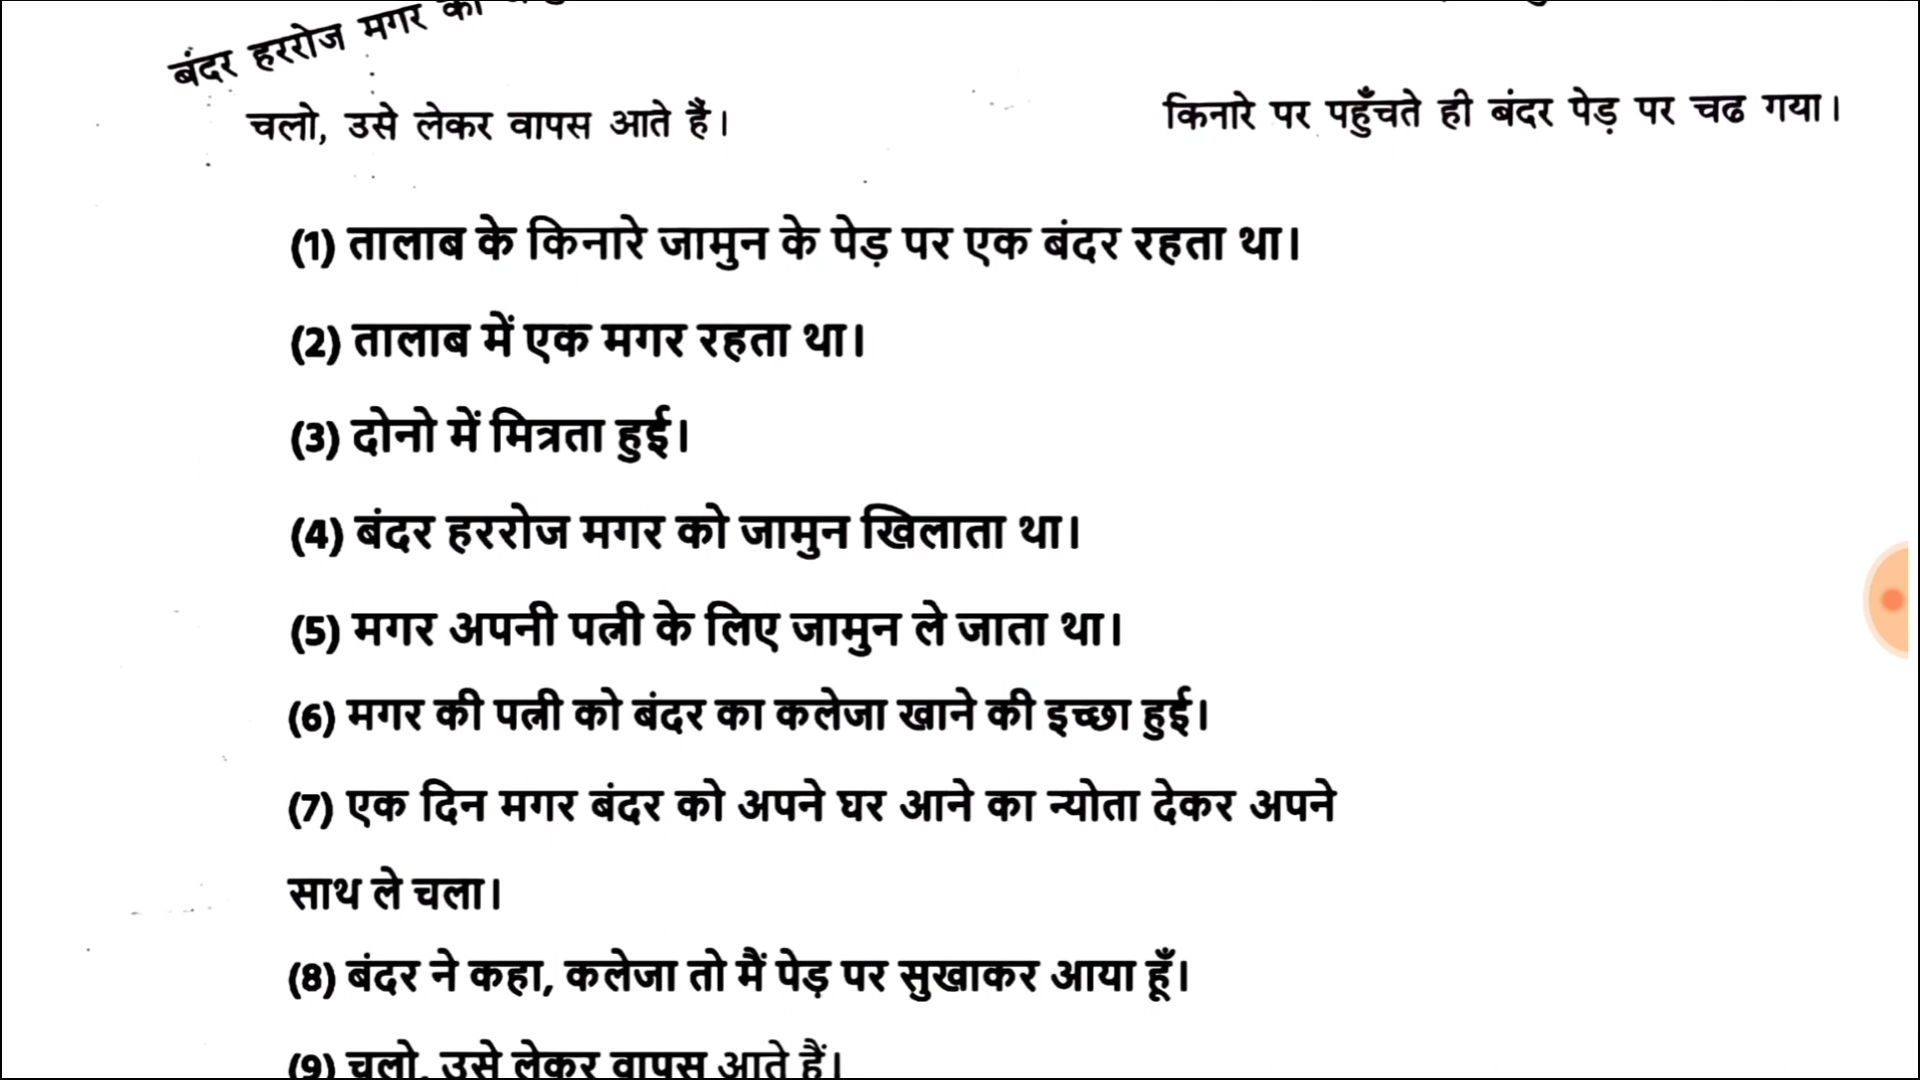 बंदर हररोज मगर को
चलो, उसे लेकर वापस आते हैं।
किनारे पर पहुँचते ही बंदर पेड़ पर चढ गया।
(1) तालाब के किनारे जामुन के पेड़ पर एक बंदर रहता था।
(2) तालाब में एक मगर रहता था।
(3) दोनो में मित्रता हुई।
(4) बंदर हररोज मगर को जामुन खिलाता था।
(5) मगर अपनी पत्नी के लिए जामुन ले जाता था।
(6) मगर की पत्नी को बंदर का कलेजा खाने की इच्छा हुई।
(7) एक दिन मगर बंदर को अपने घर आने का न्योता देकर अपने
साथ ले चला।
(8) बंदर ने कहा, कलेजा तो मैं पेड़ पर सुखाकर आया हूँ।
(9) चलो, उसे लेकर वापस आते हैं।